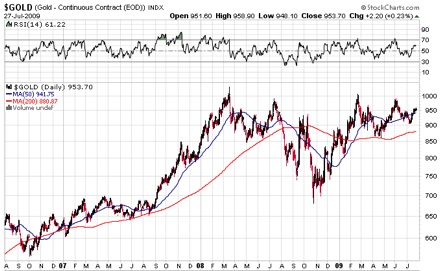 $GOLD (Gold - Continuous Contract (EOD)) INDX
© StockCharts.com
27-Jul-2009
Open 951.60 High 958.90 Low 948.10 Close 953.70 Chg +2.20 (+0.23%)
RSI(14) 61.22
90
70
50
30
10
$GOLD (Daily) 953.70
MA(50) 941.75
MA(200) 880.87
Volume undef
1000
950
900
850
800
750
700
650
600
A S O N D 07 F M A M J J A S O N D 08 F M A M J J A S O N D 09 F M A M J J